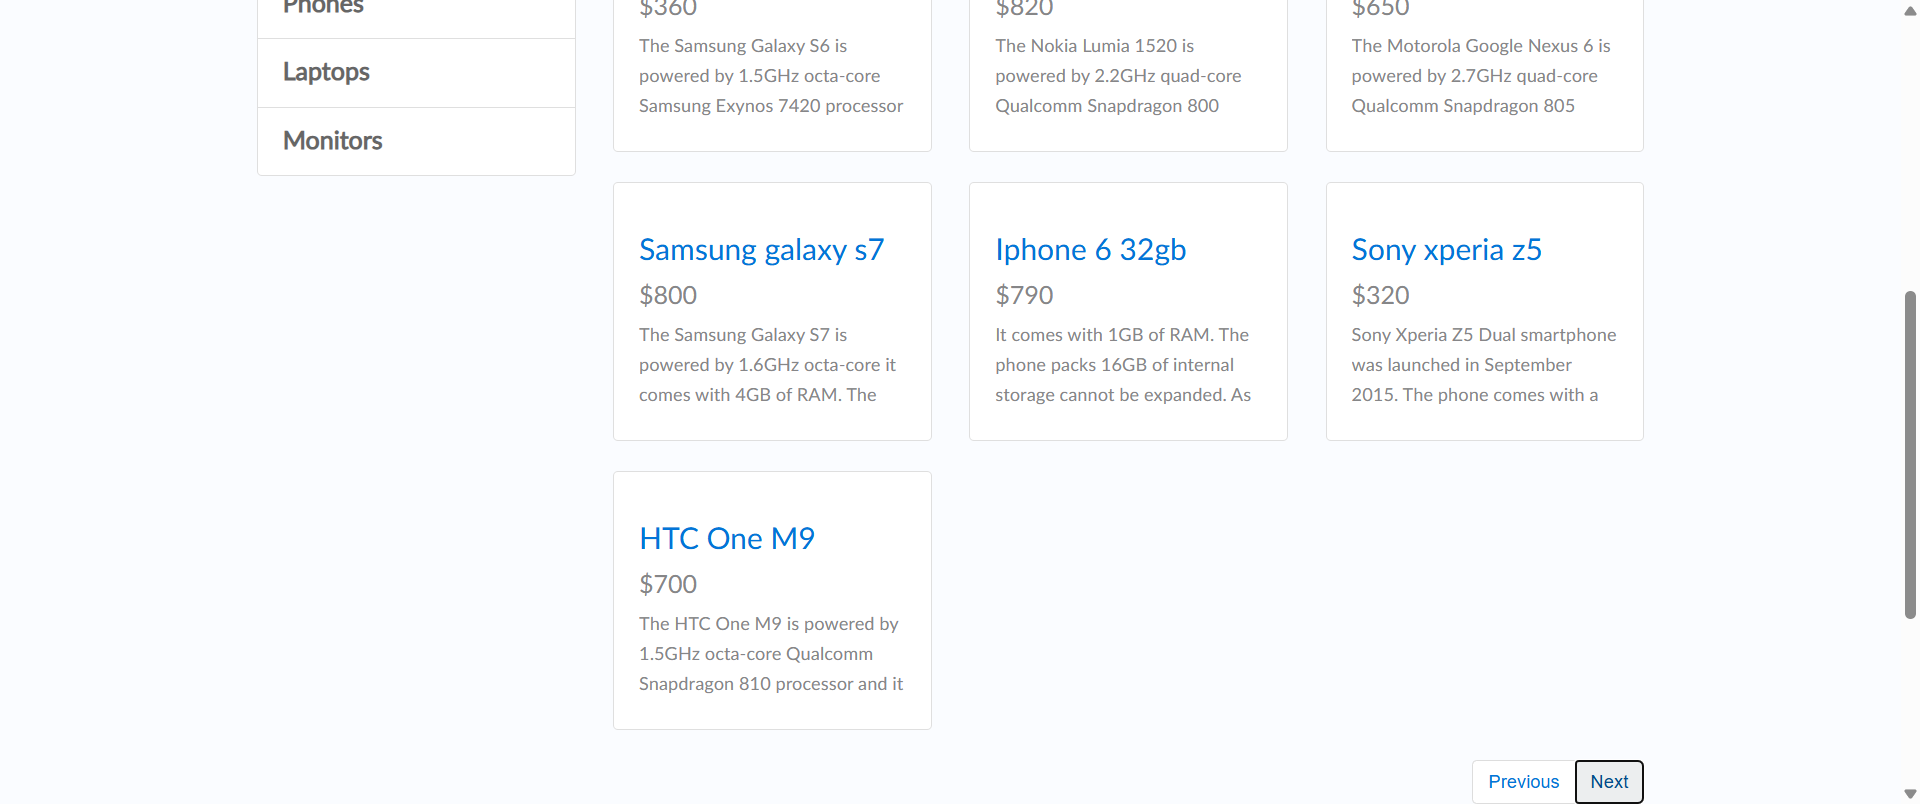 Phones
Laptops
Monitors
$360
The Samsung Galaxy S6 is
powered by 1.5GHz octa-core
Samsung Exynos 7420 processor
$820
The Nokia Lumia 1520 is
powered by 2.2GHz quad-core
Qualcomm Snapdragon 800
$650
The Motorola Google Nexus 6 is
powered by 2.7GHz quad-core
Qualcomm Snapdragon 805
Samsung galaxy s7
$800
The Samsung Galaxy S7 is
powered by 1.6GHz octa-core it
comes with 4GB of RAM. The
Iphone 6 32gb
$790
It comes with 1GB of RAM. The
phone packs 16GB of internal
storage cannot be expanded. As
Sony xperia z5
$320
Sony Xperia Z5 Dual smartphone
was launched in September
2015. The phone comes with a
HTC One M9
$700
The HTC One M9 is powered by
1.5GHz octa-core Qualcomm
Snapdragon 810 processor and it
Previous
Next